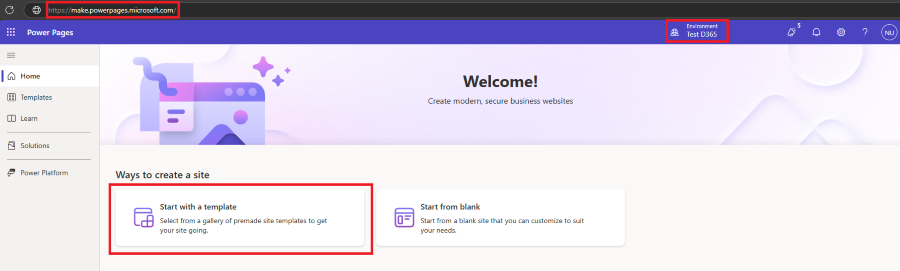 https://make.powerpages.microsoft.com/
Power Pages
Environment
Test D365
5
?
NU
Home
Templates
Learn
Solutions
Power Platform
Welcome!
Create modern, secure business websites
Ways to create a site
Start with a template
Select from a gallery of premade site templates to get
your site going.
Start from blank
Start from a blank site that you can customize to suit
your needs.